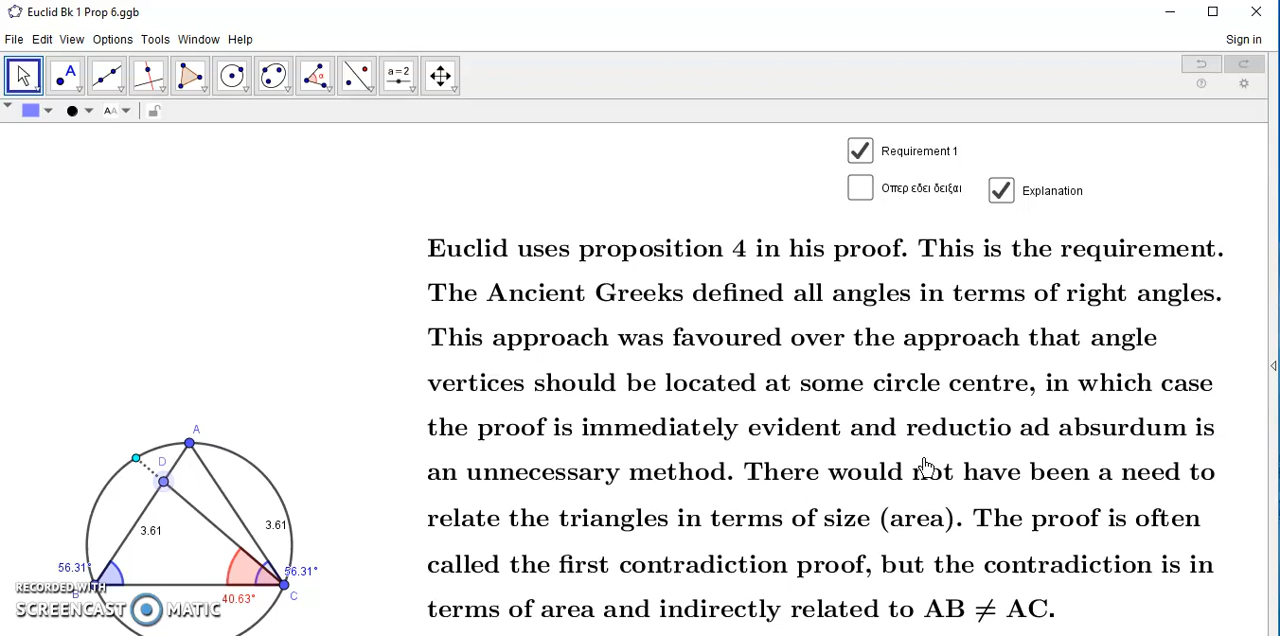 Euclid Bk 1 Prop 6.ggb
File Edit View Options Tools Window Help
Sign in
A
α
a=2
AA
Requirement 1
Οπερ εδει δειξαι
Explanation
Euclid uses proposition 4 in his proof. This is the requirement.
The Ancient Greeks defined all angles in terms of right angles.
This approach was favoured over the approach that angle
vertices should be located at some circle centre, in which case
the proof is immediately evident and reductio ad absurdum is
an unnecessary method. There would not have been a need to
relate the triangles in terms of size (area). The proof is often
called the first contradiction proof, but the contradiction is in
terms of area and indirectly related to AB ≠ AC.
A
D
3.61
3.61
56.31°
56.31°
B
40.63°
C
RECORDED WITH
SCREENCAST MATIC